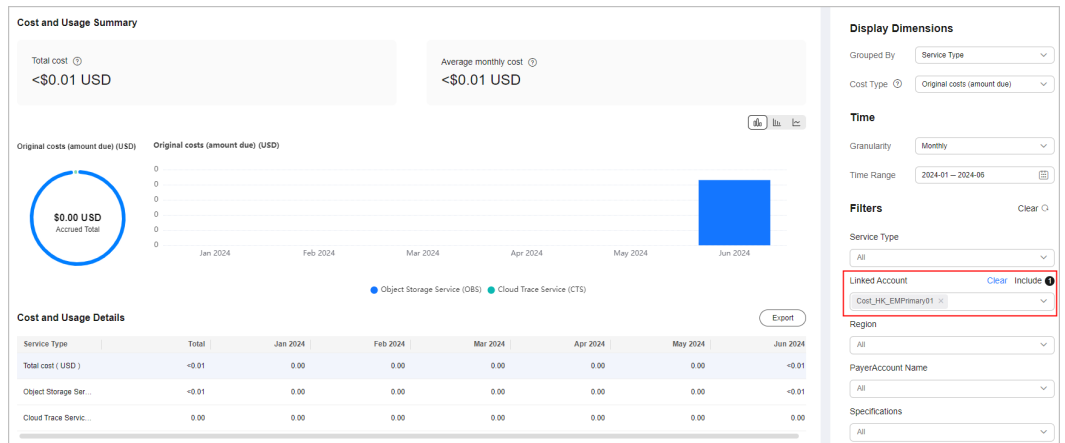 Cost and Usage Summary
Total cost ?
<$0.01 USD
Average monthly cost ?
<$0.01 USD
Original costs (amount due) (USD)
$0.00 USD
Accrued Total
Original costs (amount due) (USD)
0
0
0
0
0
0
Jan 2024 Feb 2024 Mar 2024 Apr 2024 May 2024 Jun 2024
Object Storage Service (OBS) Cloud Trace Service (CTS)
Cost and Usage Details
Export
Service Type Total Jan 2024 Feb 2024 Mar 2024 Apr 2024 May 2024 Jun 2024
Total cost ( USD ) <0.01 0.00 0.00 0.00 0.00 0.00 <0.01
Object Storage Ser... <0.01 0.00 0.00 0.00 0.00 0.00 <0.01
Cloud Trace Servic... 0.00 0.00 0.00 0.00 0.00 0.00 0.00
Display Dimensions
Grouped By Service Type
Cost Type ? Original costs (amount due)
Time
Granularity Monthly
Time Range 2024-01 – 2024-06
Filters Clear
Service Type
All
Linked Account Clear Include 1
Cost_HK_EMPrimary01 ×
Region
All
PayerAccount Name
All
Specifications
All